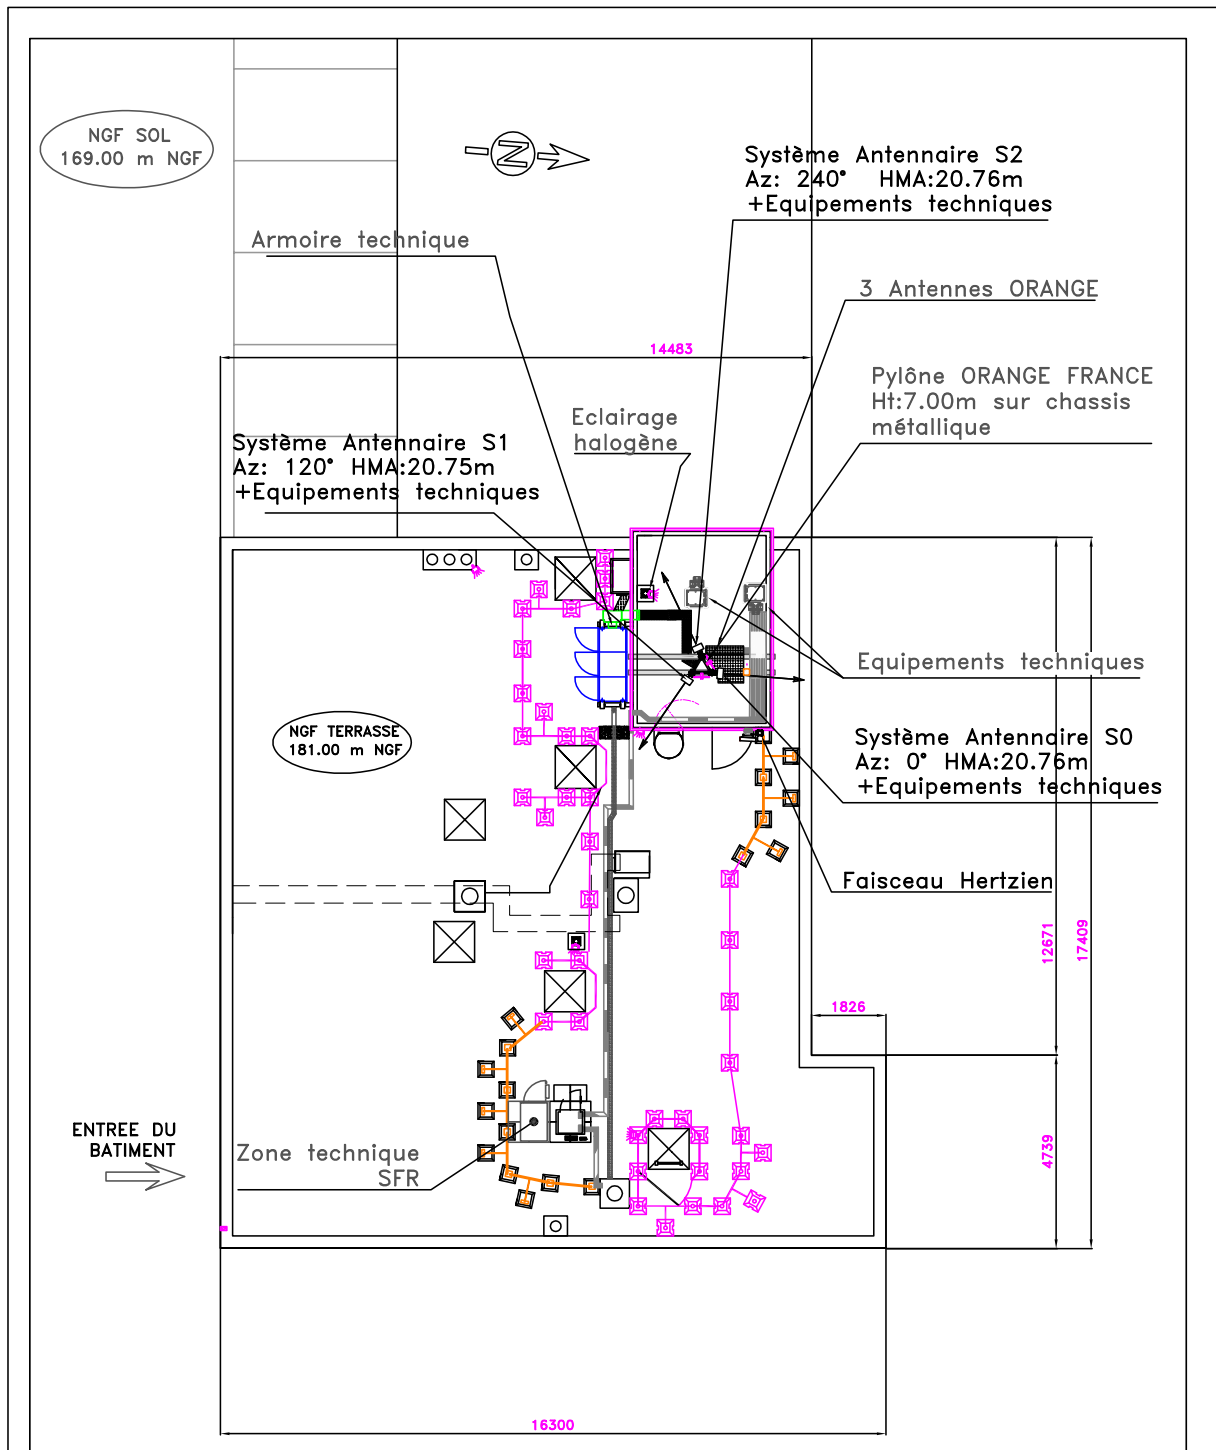 NGF SOL
169.00 m NGF
N
Système Antennaire S2
Az: 240° HMA:20.76m
+Equipements techniques
Armoire technique
3 Antennes ORANGE
14483
Pylône ORANGE FRANCE
Ht:7.00m sur chassis
métallique
Eclairage
halogène
Système Antennaire S1
Az: 120° HMA:20.75m
+Equipements techniques
Equipements techniques
NGF TERRASSE
181.00 m NGF
Système Antennaire S0
Az: 0° HMA:20.76m
+Equipements techniques
Faisceau Hertzien
12671
17409
1826
ENTREE DU
BATIMENT
Zone technique
SFR
4739
16300